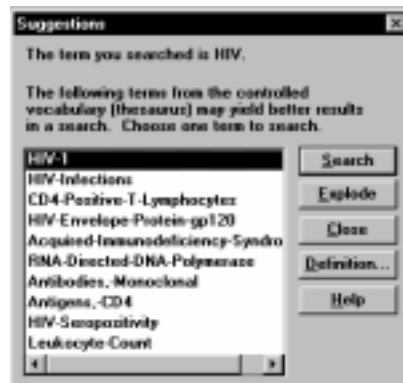 Suggestions
The term you searched is HIV.
The following terms from the controlled
vocabulary (thesaurus) may yield better results
in a search. Choose one term to search.
HIV-1
HIV-Infections
CD4-Positive-T-Lymphocytes
HIV-Envelope-Protein-gp120
Acquired-Immunodeficiency-Syndro
RNA-Directed-DNA-Polymerase
Antibodies,-Monoclonal
Antigens,-CD4
HIV-Seropositivity
Leukocyte-Count
Search
Explode
Close
Definition...
Help